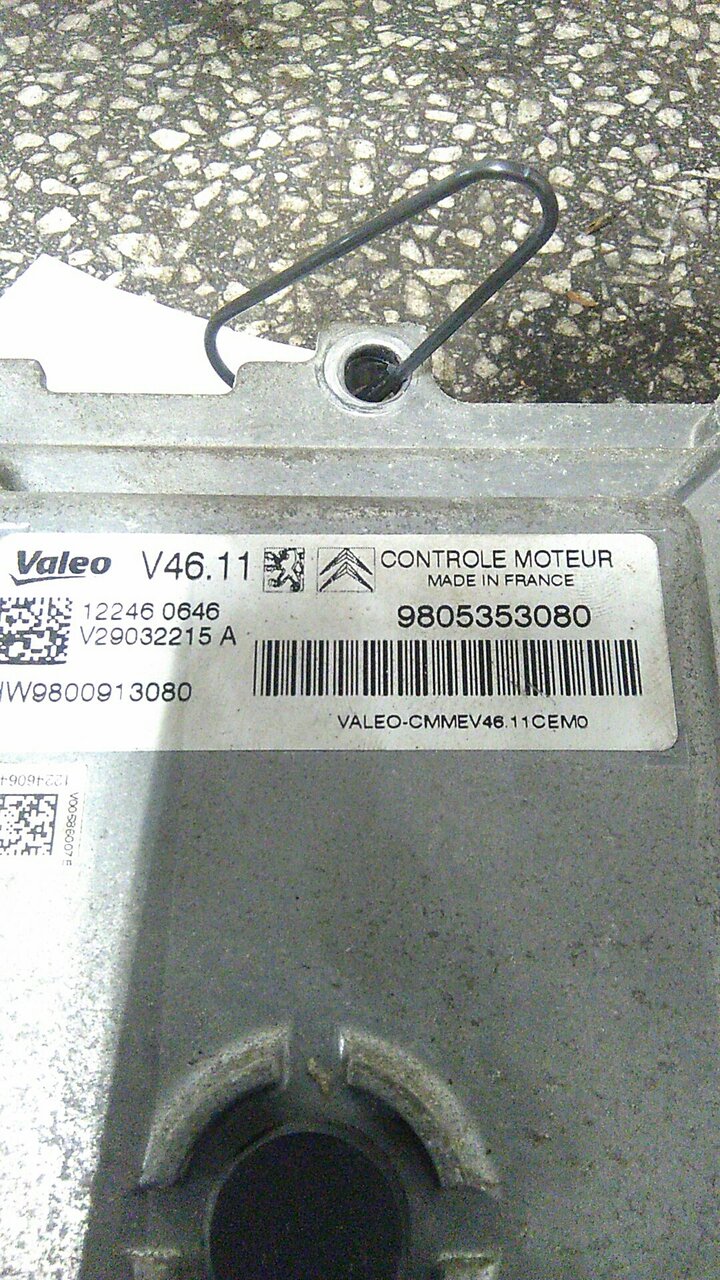 Valeo V46.11 CONTROLE MOTEUR
MADE IN FRANCE
12246 0646
V29032215 A
9805353080
HW9800913080
VALEO-CMMEV46.11CEM0